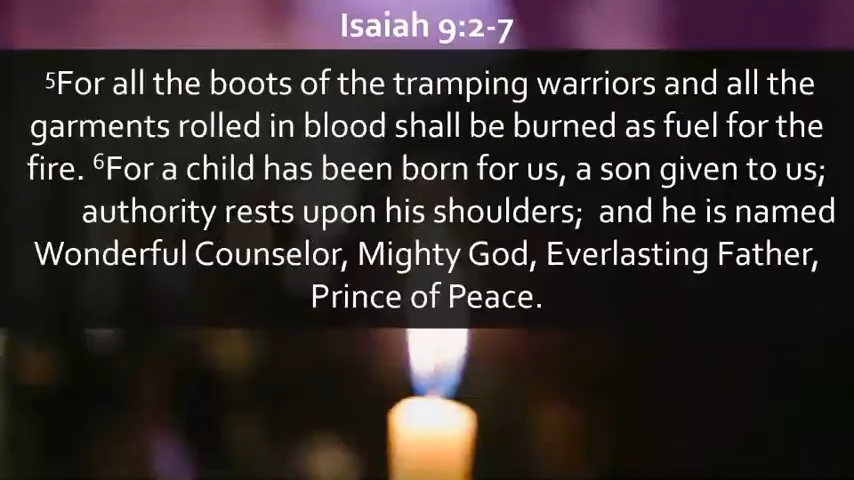 Isaiah 9:2-7
⁵For all the boots of the tramping warriors and all the
garments rolled in blood shall be burned as fuel for the
fire. ⁶For a child has been born for us, a son given to us;
authority rests upon his shoulders; and he is named
Wonderful Counselor, Mighty God, Everlasting Father,
Prince of Peace.